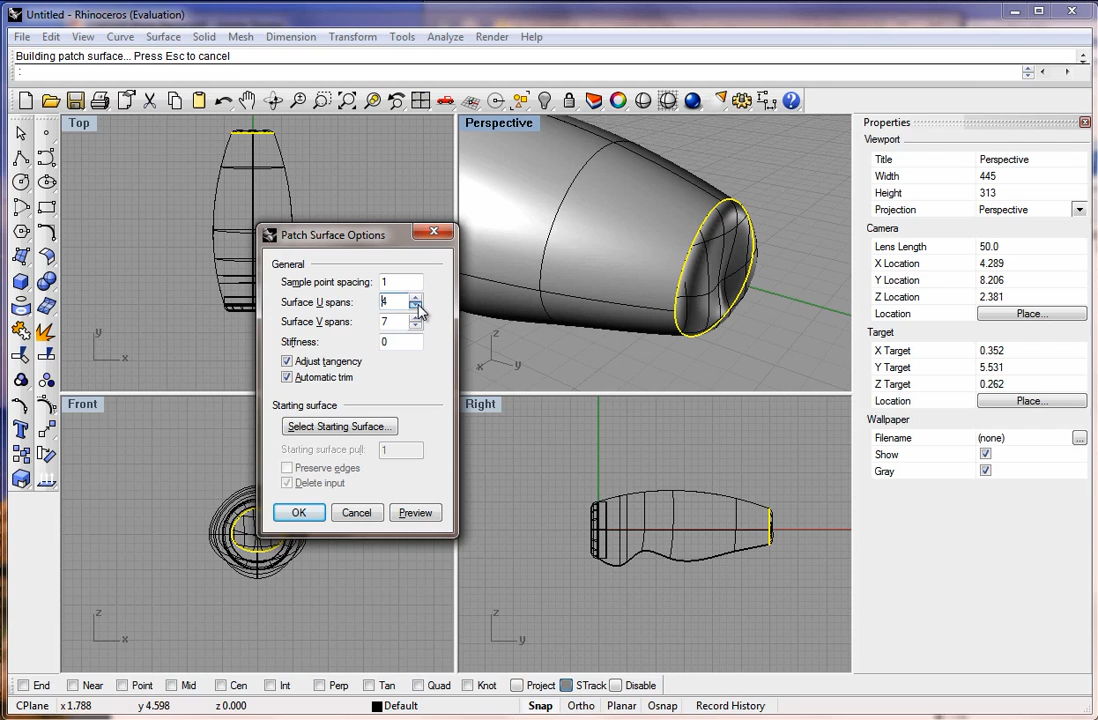 Untitled - Rhinoceros (Evaluation)
File Edit View Curve Surface Solid Mesh Dimension Transform Tools Analyze Render Help
Building patch surface... Press Esc to cancel
:
Top
Perspective
Front
Right
y
x
z
x
y
z
x
z
y
Patch Surface Options
General
Sample point spacing: 1
Surface U spans: 4
Surface V spans: 7
Stiffness: 0
Adjust tangency
Automatic trim
Starting surface
Select Starting Surface...
Starting surface pull: 1
Preserve edges
Delete input
OK Cancel Preview
Properties
Viewport
Title Perspective
Width 445
Height 313
Projection Perspective
Camera
Lens Length 50.0
X Location 4.289
Y Location 8.206
Z Location 2.381
Location Place...
Target
X Target 0.352
Y Target 5.531
Z Target 0.262
Location Place...
Wallpaper
Filename (none) ...
Show
Gray
End Near Point Mid Cen Int Perp Tan Quad Knot Project STrack Disable
CPlane x 1.788 y 4.598 z 0.000 Default Snap Ortho Planar Osnap Record History